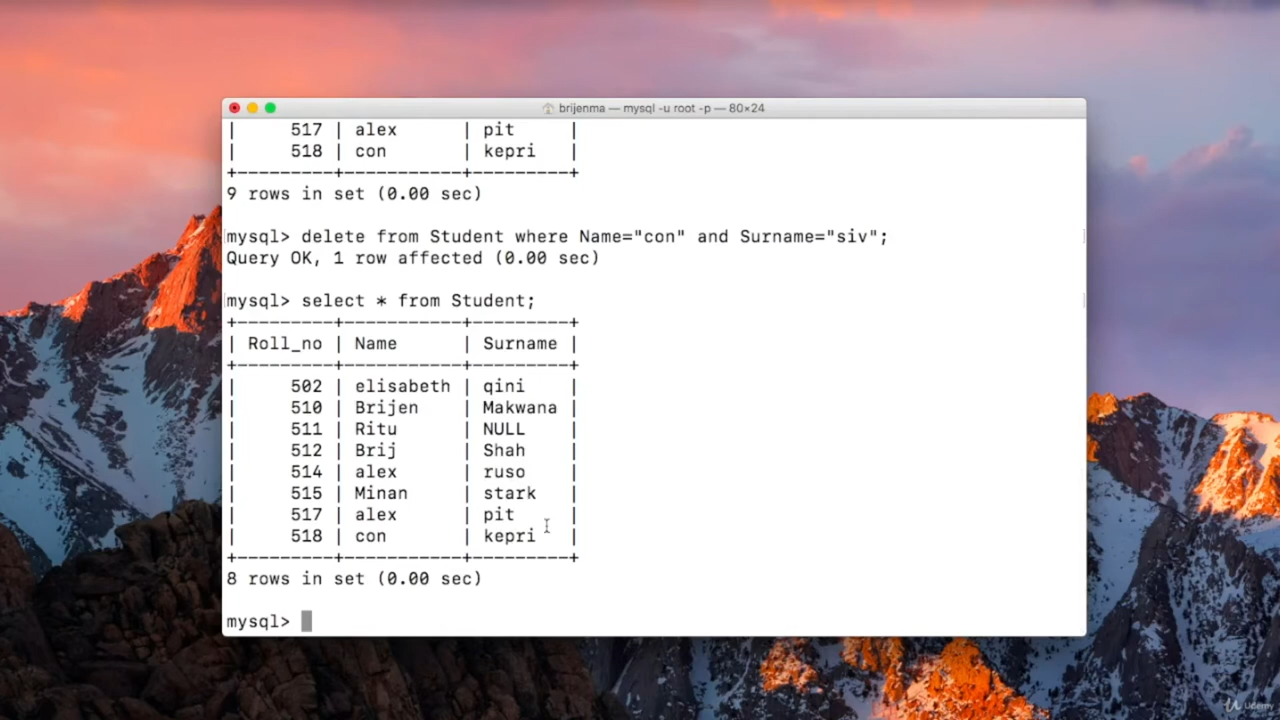 brijenma — mysql -u root -p — 80×24
| 517 | alex | pit |
| 518 | con | kepri |
+---------+-----------+---------+
9 rows in set (0.00 sec)
mysql> delete from Student where Name="con" and Surname="siv";
Query OK, 1 row affected (0.00 sec)
mysql> select * from Student;
+---------+-----------+---------+
| Roll_no | Name | Surname |
+---------+-----------+---------+
| 502 | elisabeth | qini |
| 510 | Brijen | Makwana |
| 511 | Ritu | NULL |
| 512 | Brij | Shah |
| 514 | alex | ruso |
| 515 | Minan | stark |
| 517 | alex | pit |
| 518 | con | kepri |
+---------+-----------+---------+
8 rows in set (0.00 sec)
mysql>
Udemy